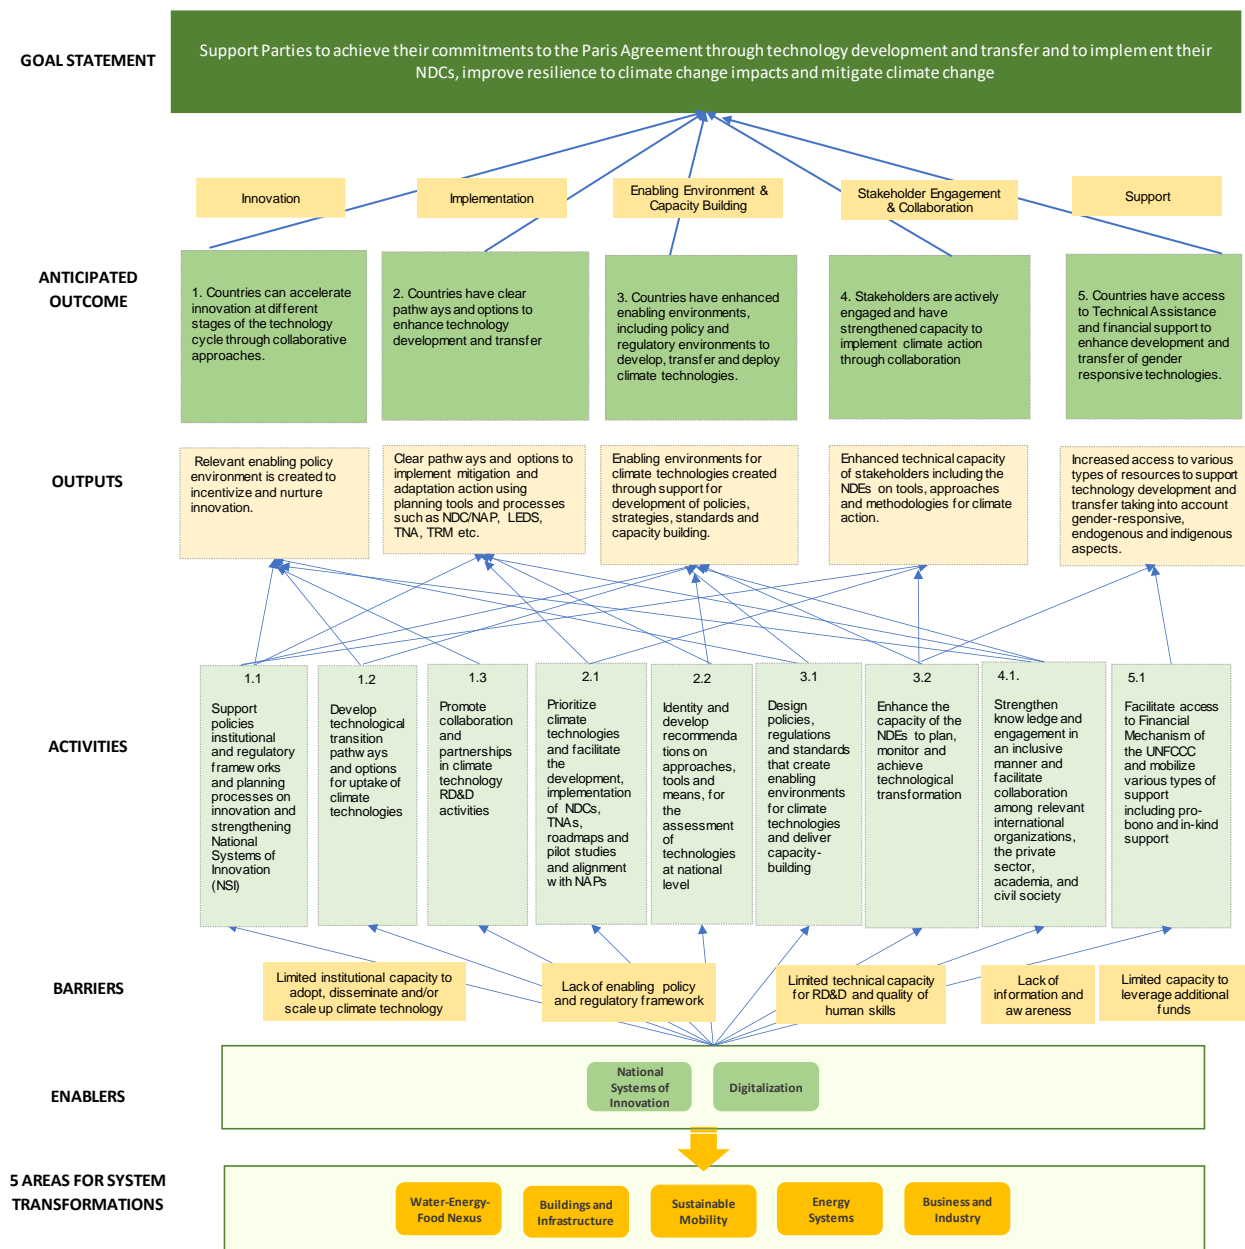 GOAL STATEMENT
Support Parties to achieve their commitments to the Paris Agreement through technology development and transfer and to implement their
NDCs, improve resilience to climate change impacts and mitigate climate change
Innovation
Implementation
Enabling Environment &
Capacity Building
Stakeholder Engagement
& Collaboration
Support
ANTICIPATED
OUTCOME
1. Countries can accelerate
innovation at different
stages of the technology
cycle through collaborative
approaches.
2. Countries have clear
pathways and options to
enhance technology
development and transfer
3. Countries have enhanced
enabling environments,
including policy and
regulatory environments to
develop, transfer and deploy
climate technologies.
4. Stakeholders are actively
engaged and have
strengthened capacity to
implement climate action
through collaboration
5. Countries have access
to Technical Assistance
and financial support to
enhance development and
transfer of gender
responsive technologies.
OUTPUTS
Relevant enabling policy
environment is created to
incentivize and nurture
innovation.
Clear pathways and options to
implement mitigation and
adaptation action using
planning tools and processes
such as NDC/NAP, LEDS,
TNA, TRM etc.
Enabling environments for
climate technologies created
through support for
development of policies,
strategies, standards and
capacity building.
Enhanced technical capacity
of stakeholders including the
NDEs on tools, approaches
and methodologies for climate
action.
Increased access to various
types of resources to support
technology development and
transfer taking into account
gender-responsive,
endogenous and indigenous
aspects.
ACTIVITIES
1.1
Support
policies
institutional
and regulatory
frameworks
and planning
processes on
innovation and
strengthening
National
Systems of
Innovation
(NSI)
1.2
Develop
technological
transition
pathways
and options
for uptake of
climate
technologies
1.3
Promote
collaboration
and
partnerships
in climate
technology
RD&D
activities
2.1
Prioritize
climate
technologies
and facilitate
the
development,
implementation
of NDCs,
TNAs,
roadmaps and
pilot studies
and alignment
with NAPs
2.2
Identity and
develop
recommenda
tions on
approaches,
tools and
means, for
the
assessment
of
technologies
at national
level
3.1
Design
policies,
regulations
and standards
that create
enabling
environments
for climate
technologies
and deliver
capacity-
building
3.2
Enhance the
capacity of the
NDEs to plan,
monitor and
achieve
technological
transformation
4.1.
Strengthen
knowledge and
engagement in
an inclusive
manner and
facilitate
collaboration
among relevant
international
organizations,
the private
sector,
academia, and
civil society
5.1
Facilitate access
to Financial
Mechanism of
the UNFCCC
and mobilize
various types of
support
including pro-
bono and in-kind
support
BARRIERS
Limited institutional capacity to
adopt, disseminate and/or
scale up climate technology
Lack of enabling policy
and regulatory framework
Limited technical capacity
for RD&D and quality of
human skills
Lack of
information and
awareness
Limited capacity to
leverage additional
funds
ENABLERS
National
Systems of
Innovation
Digitalization
5 AREAS FOR SYSTEM
TRANSFORMATIONS
Water-Energy-
Food Nexus
Buildings and
Infrastructure
Sustainable
Mobility
Energy
Systems
Business and
Industry